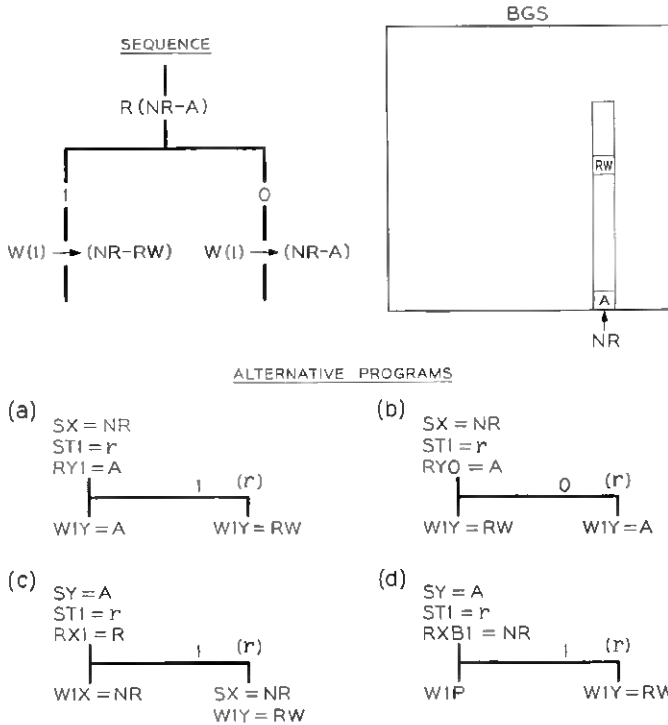 SEQUENCE
R(NR-A)
1 0
W(1) → (NR-RW) W(1) → (NR-A)
BGS
RW
A
NR
ALTERNATIVE PROGRAMS
(a)
SX = NR
ST1 = r
RY1 = A
1 (r)
W1Y = A W1Y = RW
(b)
SX = NR
ST1 = r
RY0 = A
0 (r)
W1Y = RW W1Y = A
(c)
SY = A
ST1 = r
RX1 = R
1 (r)
W1X = NR SX = NR
W1Y = RW
(d)
SY = A
ST1 = r
RXB1 = NR
1 (r)
W1P W1Y = RW